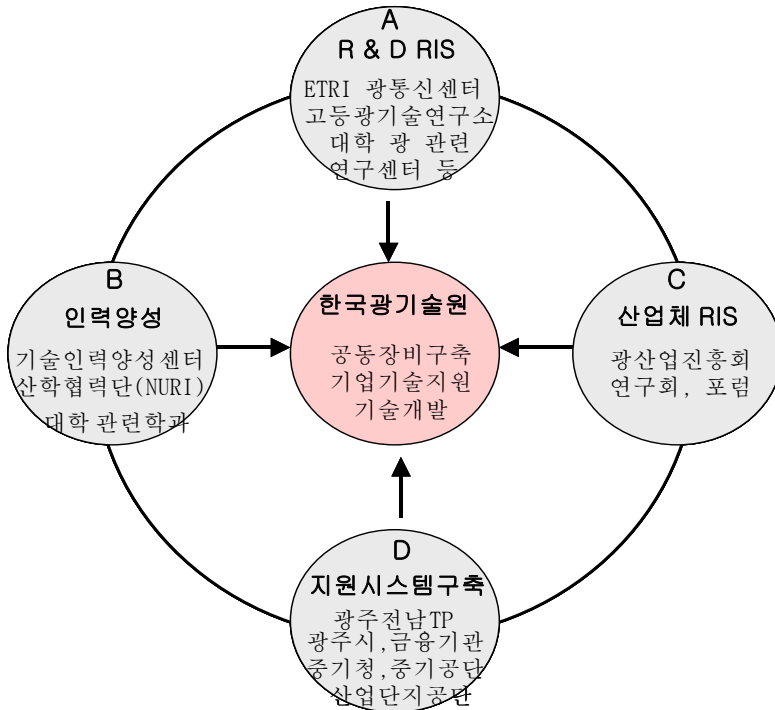 A
R & D RIS
ETRI 광통신센터
고등광기술연구소
대학 광 관련
연구센터 등
B
인력양성
기술인력양성센터
산학협력단(NURI)
대학 관련학과
한국광기술원
공동장비구축
기업기술지원
기술개발
C
산업체 RIS
광산업진흥회
연구회, 포럼
D
지원시스템구축
광주전남TP
광주시,금융기관
중기청,중기공단
산업단지공단